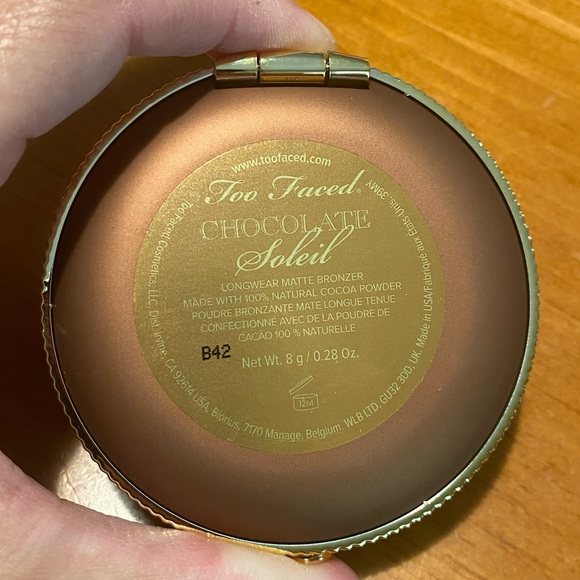 www.toofaced.com
Too Faced®
CHOCOLATE
Soleil
LONGWEAR MATTE BRONZER
MADE WITH 100% NATURAL COCOA POWDER
POUDRE BRONZANTE MATE LONGUE TENUE
CONFECTIONNÉ AVEC DE LA POUDRE DE
CACAO 100 % NATURELLE
B42
Net Wt. 8 g / 0.28 Oz.
12M
Too Faced Cosmetics, LLC, Dist. Irvine, CA 92614 USA, Biorius, 7170 Manage, Belgium. WLB LTD, GU32 3DD, UK. Made in USA/Fabriqué aux États-Unis. 39MY